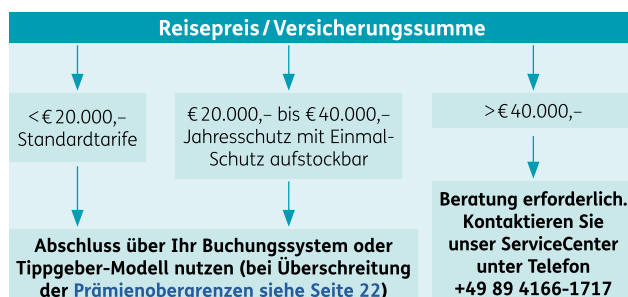 Reisepreis / Versicherungssumme
< € 20.000,–
Standardtarife
€ 20.000,– bis € 40.000,–
Jahresschutz mit Einmal-
Schutz aufstockbar
> € 40.000,–
Abschluss über Ihr Buchungssystem oder
Tippgeber-Modell nutzen (bei Überschreitung
der Prämienobergrenzen siehe Seite 22)
Beratung erforderlich.
Kontaktieren Sie
unser ServiceCenter
unter Telefon
+49 89 4166-1717